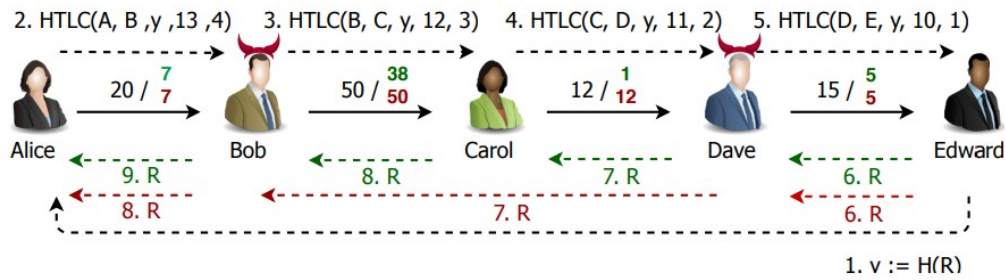 2. HTLC(A, B ,y ,13 ,4) 3. HTLC(B, C, y, 12, 3) 4. HTLC(C, D, y, 11, 2) 5. HTLC(D, E, y, 10, 1)
20 / 7 7 50 / 38 50 12 / 1 12 15 / 5 5
Alice Bob Carol Dave Edward
9. R 8. R 7. R 6. R
8. R 7. R 6. R
1. y := H(R)